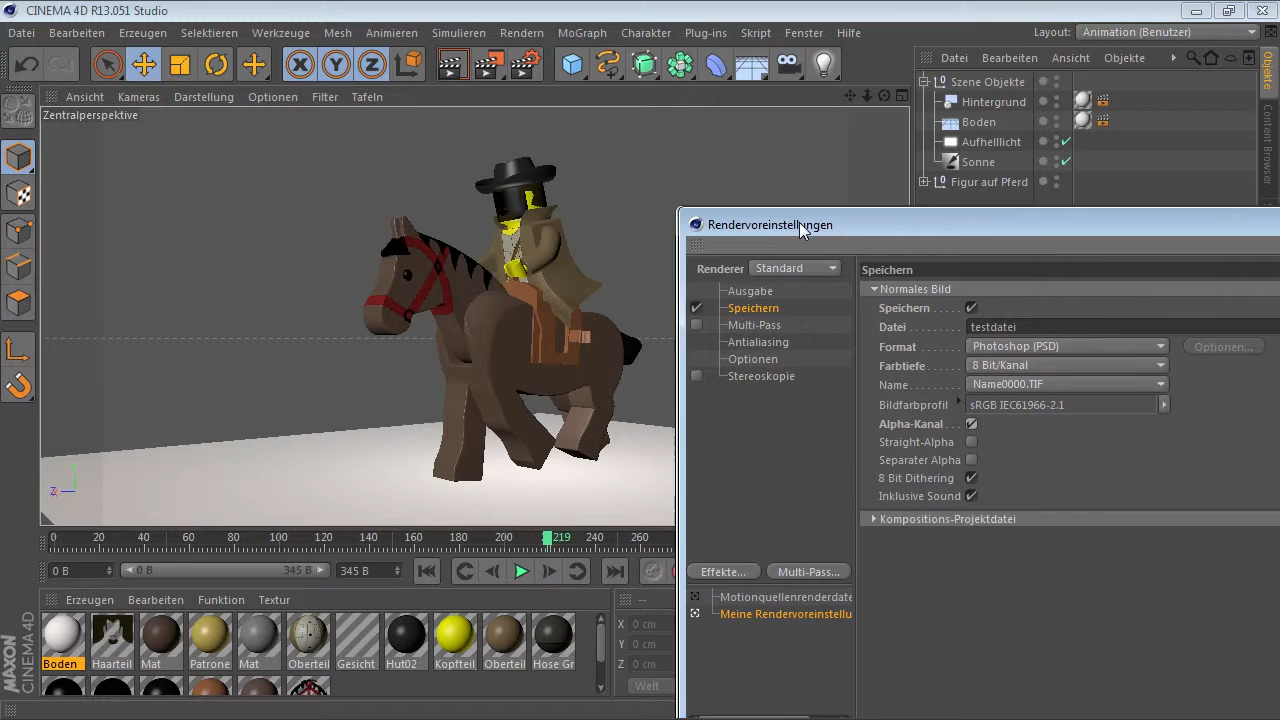 CINEMA 4D R13.051 Studio
Datei Bearbeiten Erzeugen Selektieren Werkzeuge Mesh Animieren Simulieren Rendern MoGraph Charakter Plug-ins Skript Fenster Hilfe Layout: Animation (Benutzer)
X Y Z
Datei Bearbeiten Ansicht Objekte
Objekte
Content Browser
Ansicht Kameras Darstellung Optionen Filter Tafeln
Zentralperspektive
Szene Objekte
Hintergrund
Boden
Aufhelllicht
Sonne
Figur auf Pferd
Rendervoreinstellungen
Renderer Standard
Ausgabe
Speichern
Multi-Pass
Antialiasing
Optionen
Stereoskopie
Effekte... Multi-Pass...
Motionquellenrenderdate
Meine Rendervoreinstellu
Speichern
Normales Bild
Speichern
Datei testdatei
Format Photoshop (PSD) Optionen...
Farbtiefe 8 Bit/Kanal
Name Name0000.TIF
Bildfarbprofil sRGB IEC61966-2.1
Alpha-Kanal
Straight-Alpha
Separater Alpha
8 Bit Dithering
Inklusive Sound
Kompositions-Projektdatei
Z
0 20 40 60 80 100 120 140 160 180 200 219 240 260
0 B 0 B 345 B 345 B
Erzeugen Bearbeiten Funktion Textur
Boden Haarteil Mat Patrone Mat Oberteil Gesicht Hut02 Kopfteil Oberteil Hose Gr
--
X 0 cm
Y 0 cm
Z 0 cm
Welt
MAXON
CINEMA 4D